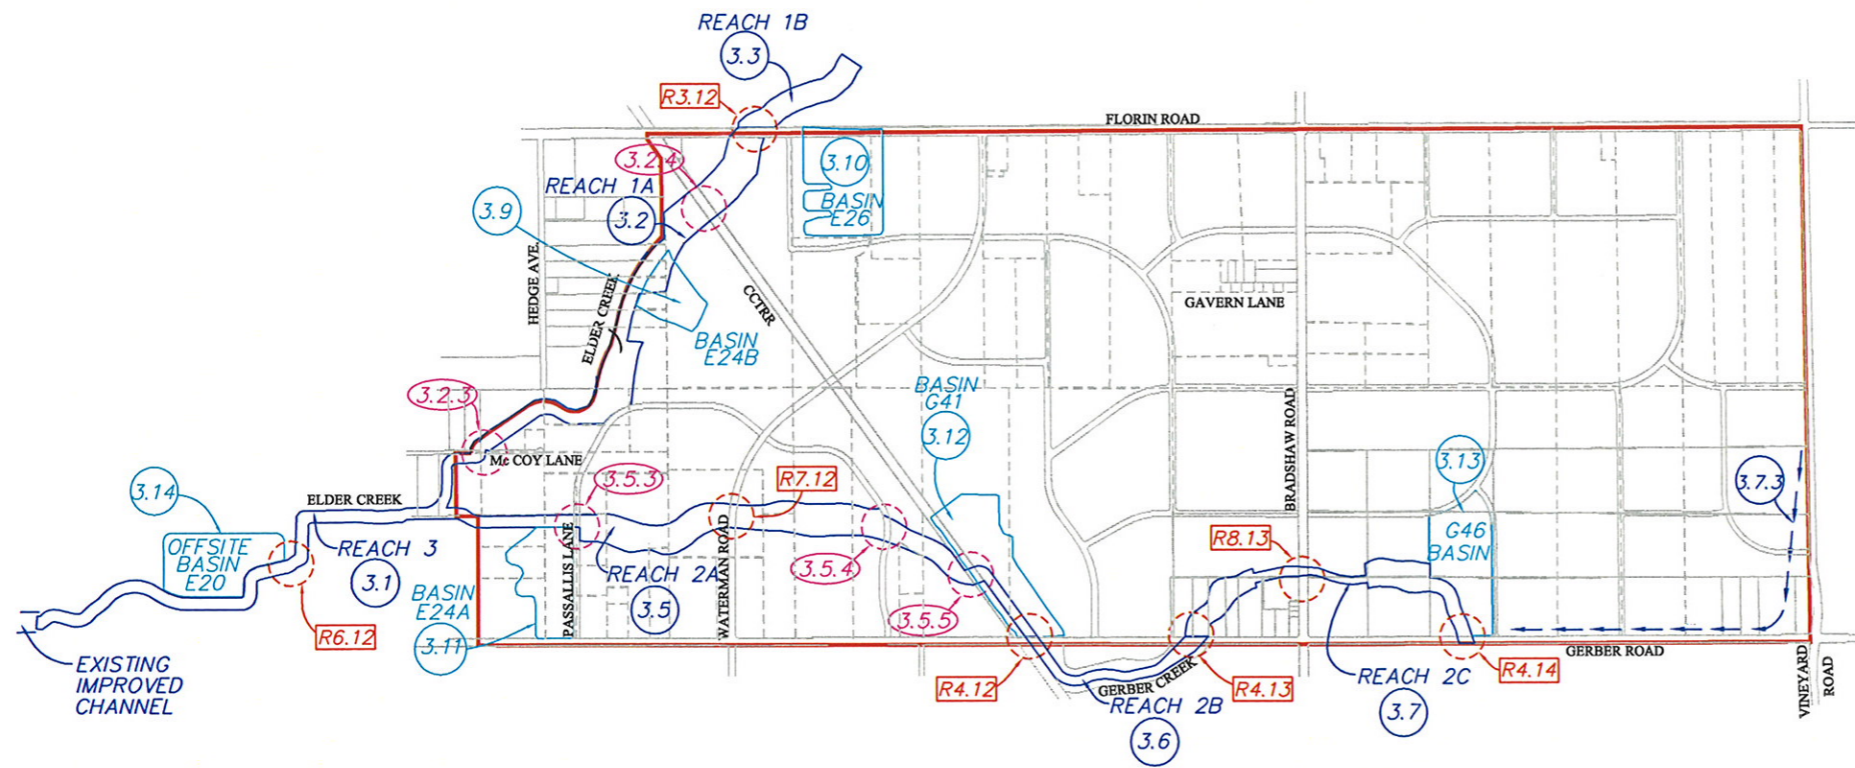 REACH 1B
3.3
R3.12
FLORIN ROAD
3.2.4
3.10
BASIN
E26
REACH 1A
3.9
3.2
HEDGE AVE.
ELDER CREEK
CCTRR
GAVERN LANE
BASIN
E24B
3.2.3
BASIN
G41
3.12
BRADSHAW ROAD
Mc COY LANE
3.13
3.14
ELDER CREEK
3.5.3
R7.12
3.7.3
OFFSITE
BASIN
E20
REACH 3
3.1
PASSALLIS LANE
REACH 2A
3.5
WATERMAN ROAD
3.5.4
R8.13
G46
BASIN
BASIN
E24A
3.11
R6.12
3.5.5
GERBER ROAD
EXISTING
IMPROVED
CHANNEL
R4.12
GERBER CREEK
R4.13
REACH 2C
3.7
R4.14
REACH 2B
3.6
VINEYARD
ROAD